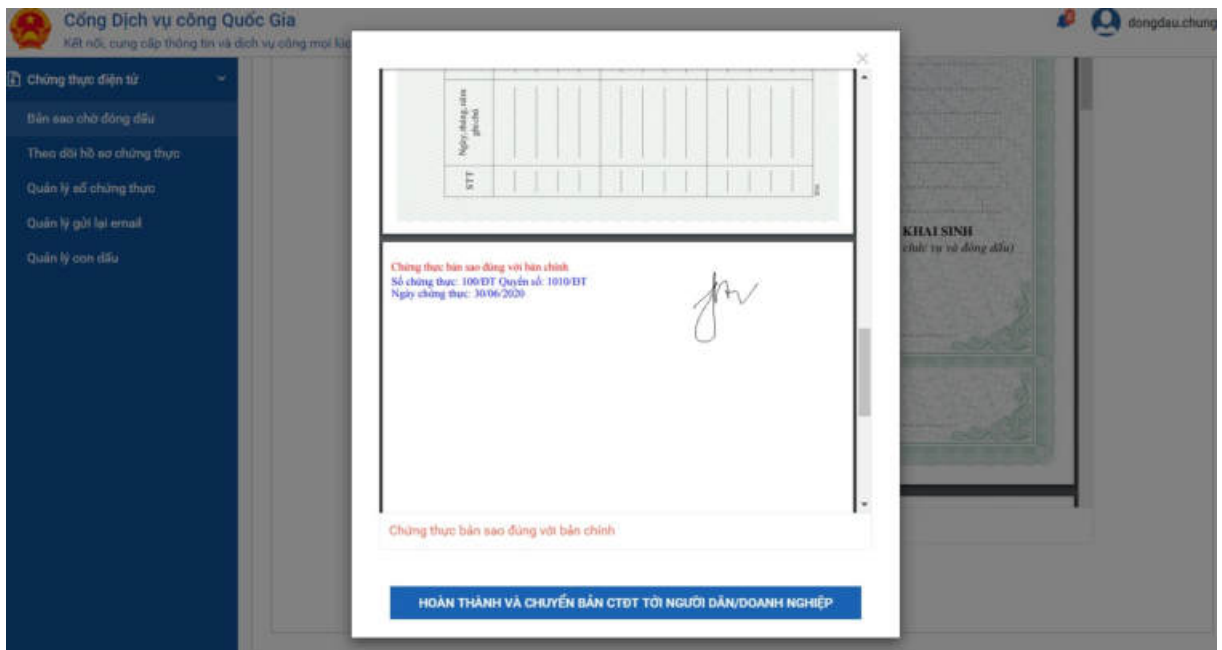 Cổng Dịch vụ công Quốc Gia
Kết nối, cung cấp thông tin và dịch vụ công mọi lúc
dongdau.chung
Chứng thực điện tử
Bản sao chờ đóng dấu
Theo dõi hồ sơ chứng thực
Quản lý sổ chứng thực
Quản lý gửi lại email
Quản lý con dấu
Ngày, tháng, năm
ghi chú
STT
Chứng thực bản sao đúng với bản chính
Số chứng thực: 100/ĐT Quyển số: 1010/ĐT
Ngày chứng thực: 30/06/2020
KHAI SINH
chức vụ và đóng dấu)
Chứng thực bản sao đúng với bản chính
HOÀN THÀNH VÀ CHUYỂN BẢN CTĐT TỚI NGƯỜI DÂN/DOANH NGHIỆP